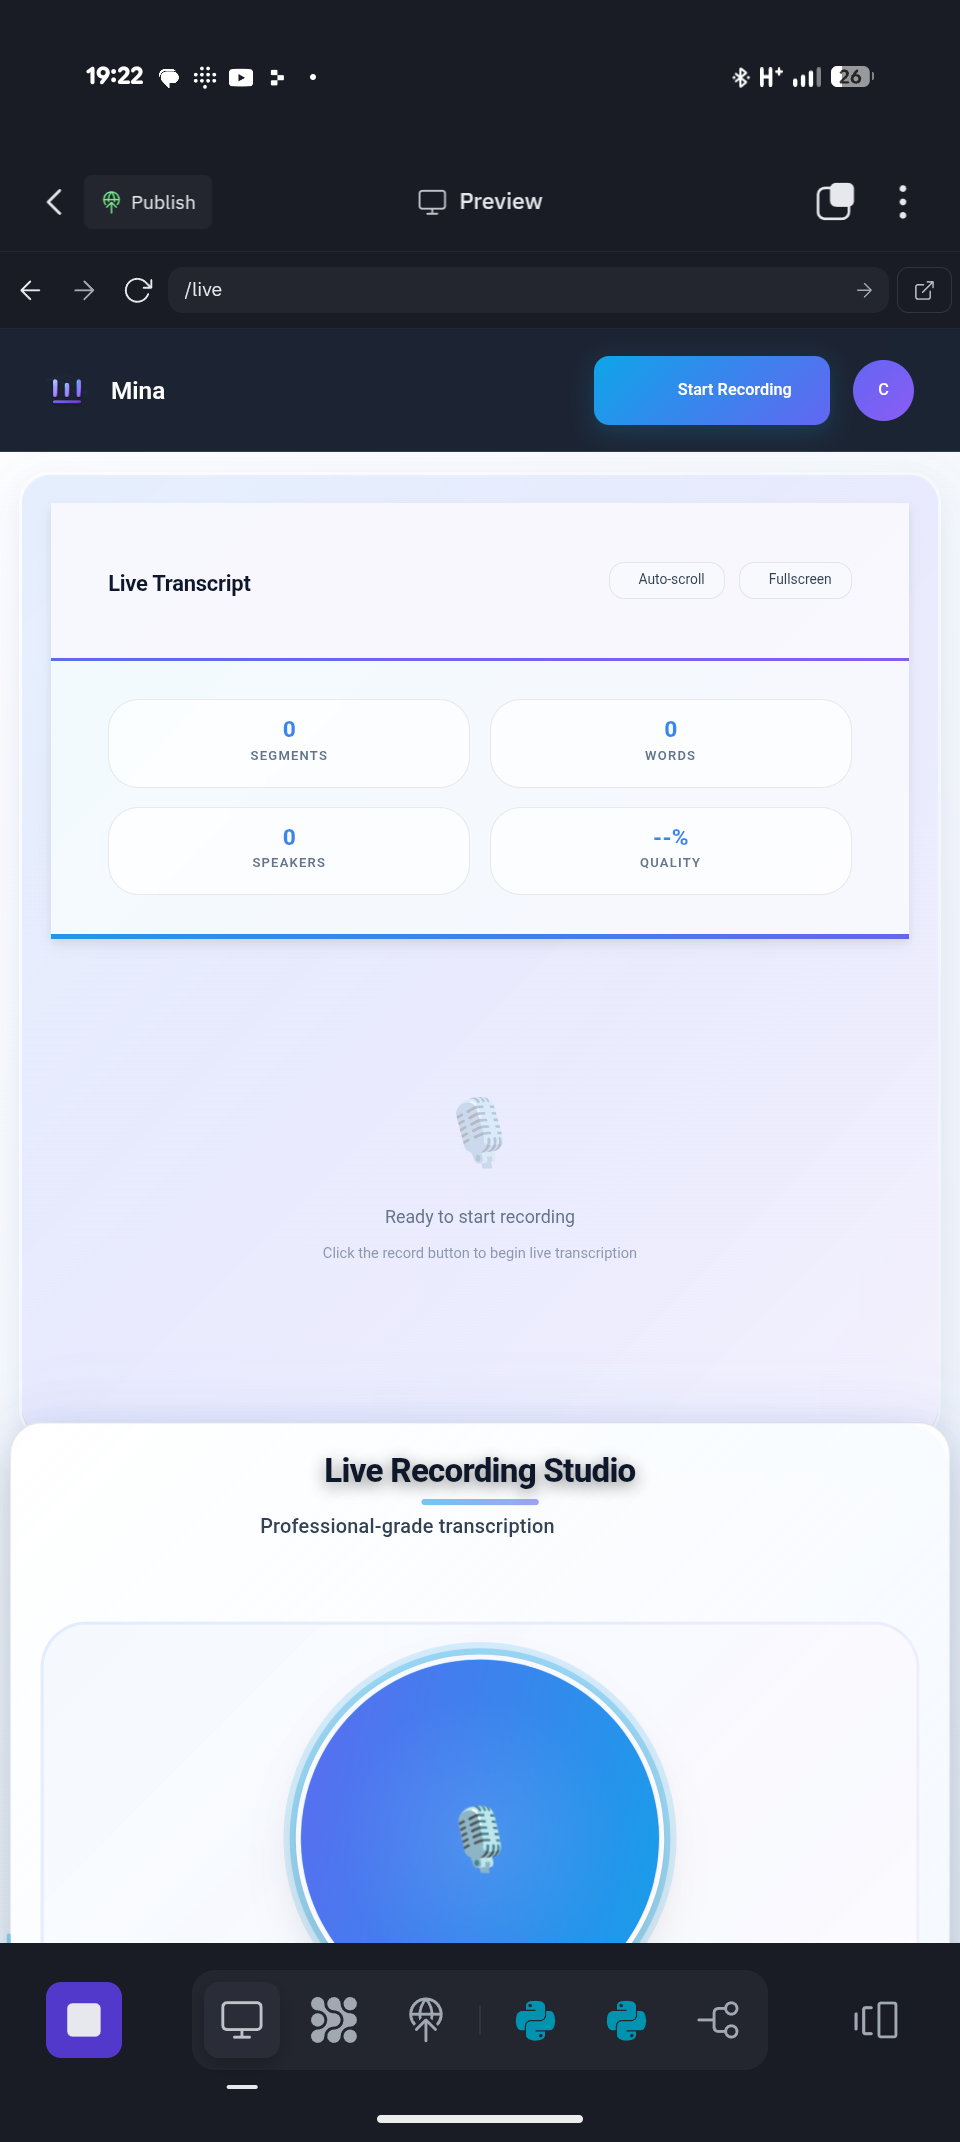 19:22
H+
26
Publish
Preview
/live
Mina
Start Recording
C
Live Transcript
Auto-scroll
Fullscreen
0
SEGMENTS
0
WORDS
0
SPEAKERS
--%
QUALITY
Ready to start recording
Click the record button to begin live transcription
Live Recording Studio
Professional-grade transcription